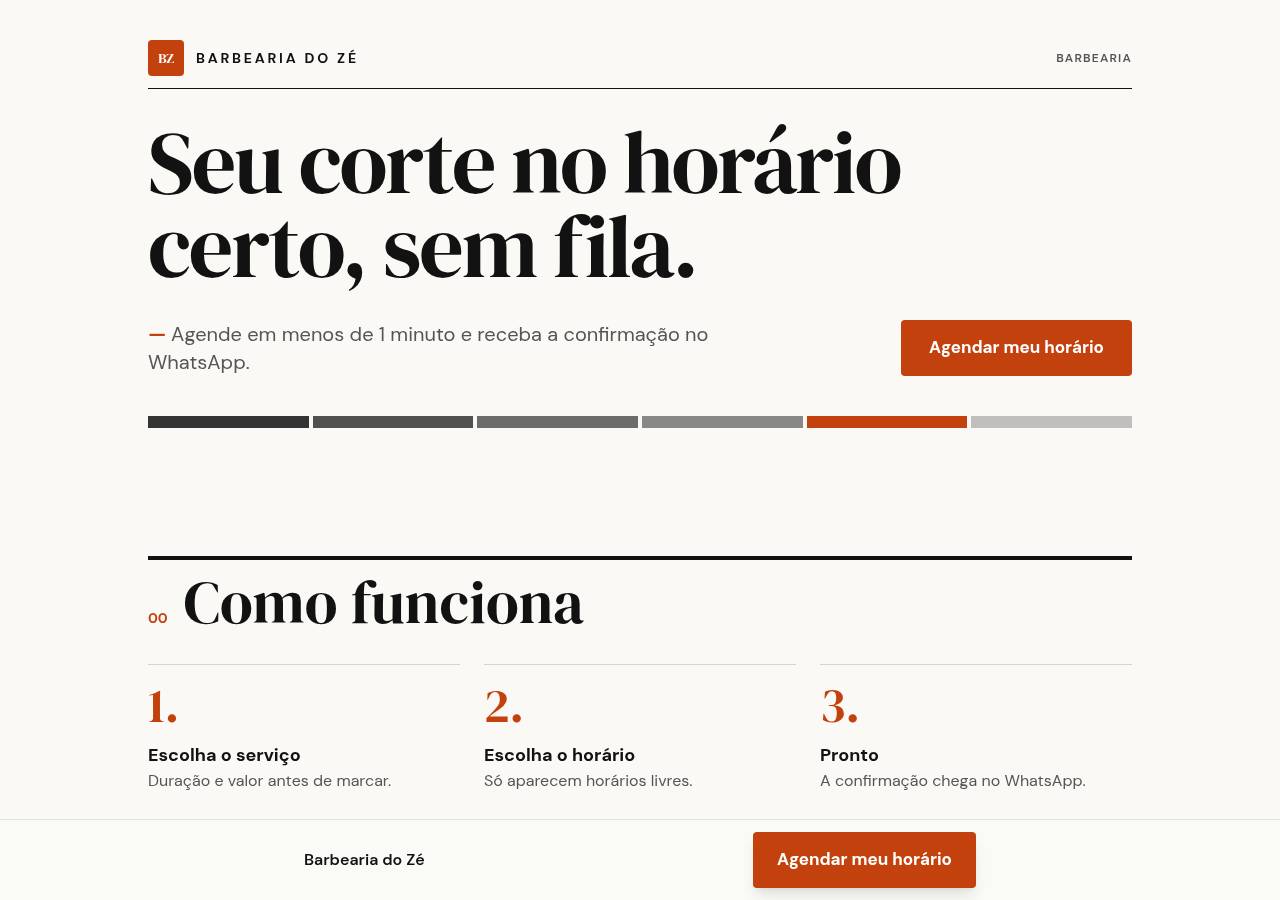 BZ
BARBEARIA DO ZÉ
BARBEARIA
Seu corte no horário
certo, sem fila.
— Agende em menos de 1 minuto e receba a confirmação no
WhatsApp.
Agendar meu horário
00
Como funciona
1.
Escolha o serviço
Duração e valor antes de marcar.
2.
Escolha o horário
Só aparecem horários livres.
3.
Pronto
A confirmação chega no WhatsApp.
Barbearia do Zé
Agendar meu horário